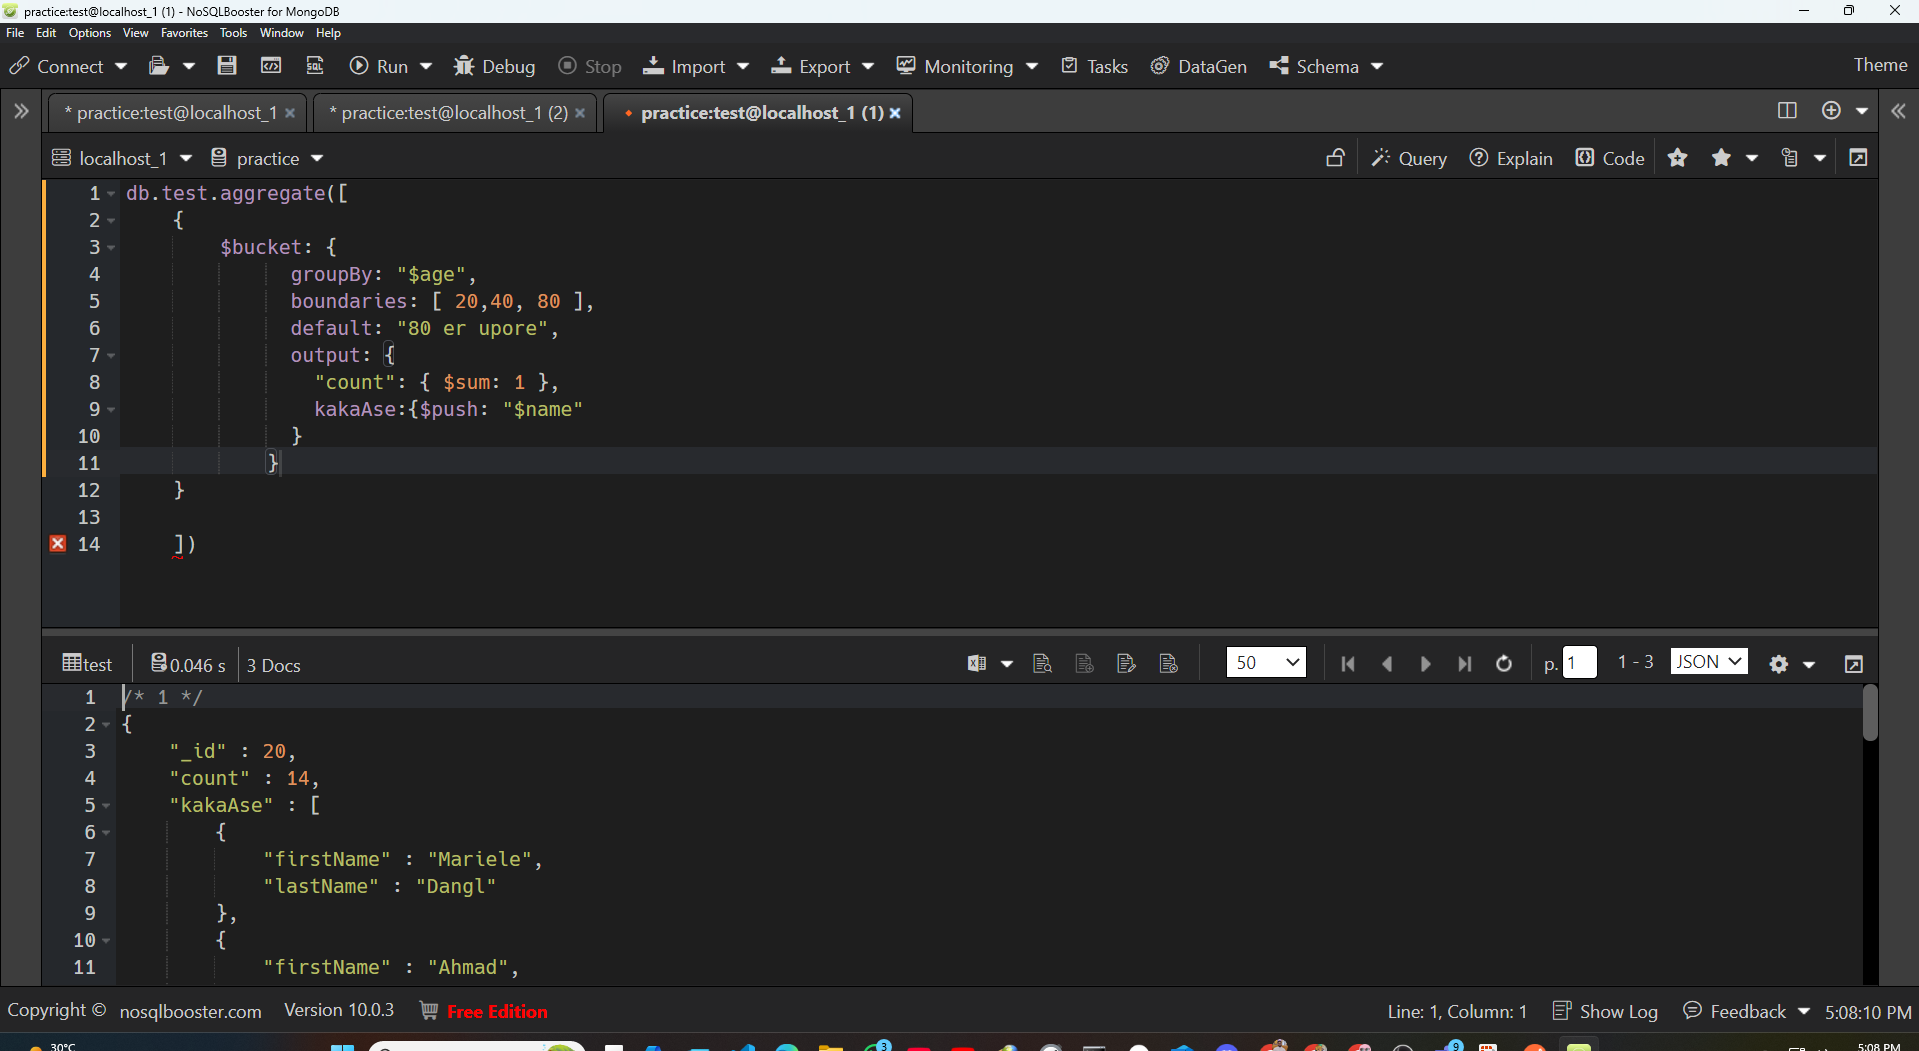 practice:test@localhost_1 (1) - NoSQLBooster for MongoDB
File Edit Options View Favorites Tools Window Help
Connect Run Debug Stop Import Export Monitoring Tasks DataGen Schema Theme
* practice:test@localhost_1 * practice:test@localhost_1 (2) practice:test@localhost_1 (1)
localhost_1 practice Query Explain Code
1 db.test.aggregate([
2 {
3 $bucket: {
4 groupBy: "$age",
5 boundaries: [ 20,40, 80 ],
6 default: "80 er upore",
7 output: {
8 "count": { $sum: 1 },
9 kakaAse:{$push: "$name"
10 }
11 }
12 }
13
14 ])
test 0.046 s 3 Docs 50 p. 1 1 - 3 JSON
1 /* 1 */
2 {
3 "_id" : 20,
4 "count" : 14,
5 "kakaAse" : [
6 {
7 "firstName" : "Mariele",
8 "lastName" : "Dangl"
9 },
10 {
11 "firstName" : "Ahmad",
Copyright © nosqlbooster.com Version 10.0.3 Free Edition Line: 1, Column: 1 Show Log Feedback 5:08:10 PM
30°C 3 9 5:08 PM